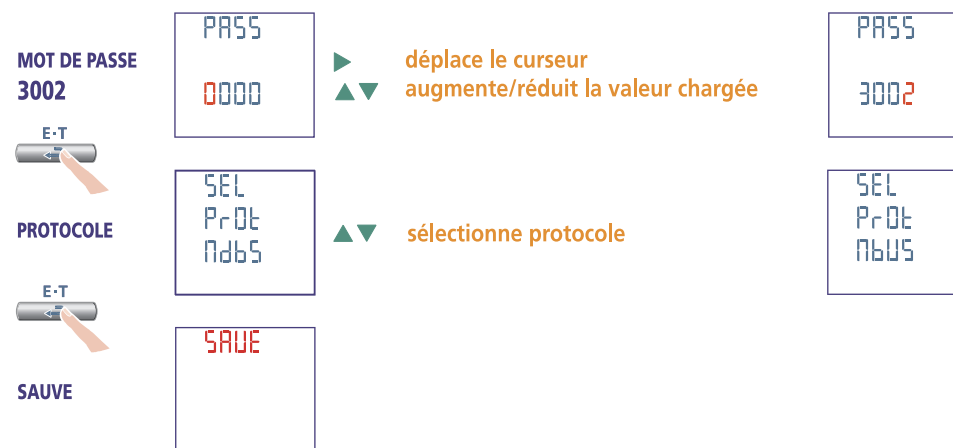 PASS
MOT DE PASSE
3002
0000
déplace le curseur
augmente/réduit la valeur chargée
PASS
3002
E·T
SEL
Prot
MdbS
PROTOCOLE
sélectionne protocole
SEL
Prot
MbUS
E·T
SAVE
SAUVE